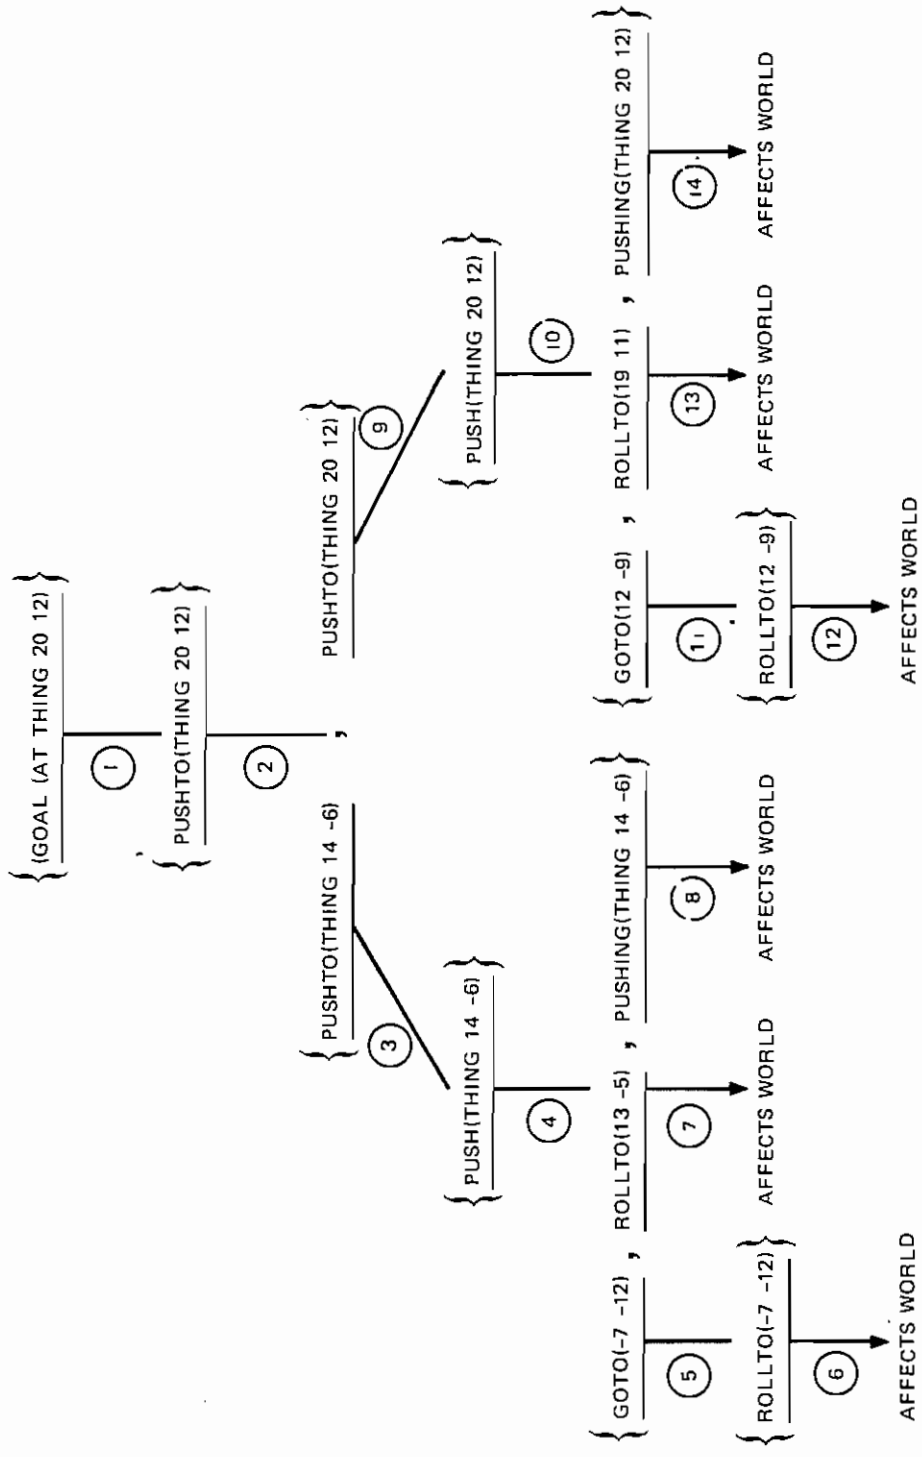 {(GOAL (AT THING 20 12)}
1
{PUSHTO(THING 20 12)}
2
{PUSHTO(THING 14 -6) , PUSHTO(THING 20 12)}
3 9
{PUSH(THING 14 -6)} {PUSH(THING 20 12)}
4 10
{GOTO(-7 -12) , ROLLTO(13 -5) , PUSHING(THING 14 -6)} {GOTO(12 -9) , ROLLTO(19 11) , PUSHING(THING 20 12)}
5 7 8 11 13 14
{ROLLTO(-7 -12)} AFFECTS WORLD AFFECTS WORLD {ROLLTO(12 -9)} AFFECTS WORLD AFFECTS WORLD
6 12
AFFECTS WORLD AFFECTS WORLD